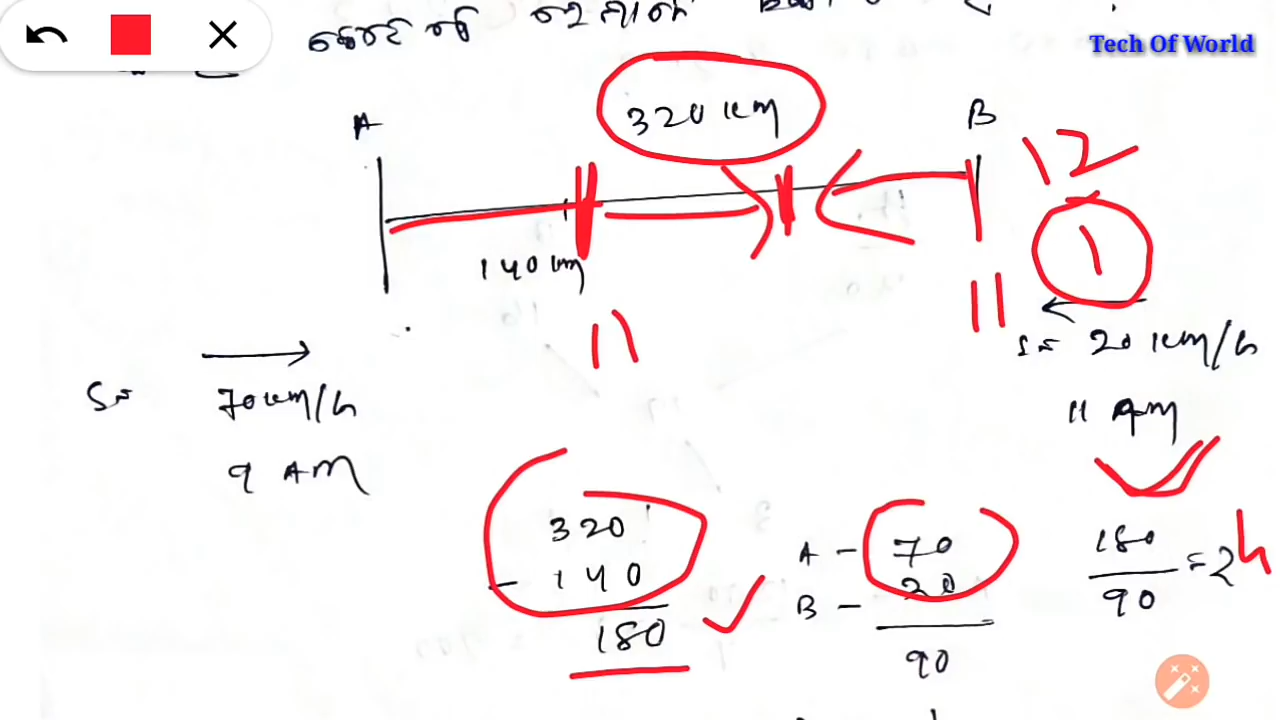 Tech Of World
320 km
A
B
12
1
140 km
11
11
S= 20 km/h
S= 70 km/h
11 AM
9 AM
320
- 140
180
A - 70
B - 20
90
180/90 = 2h